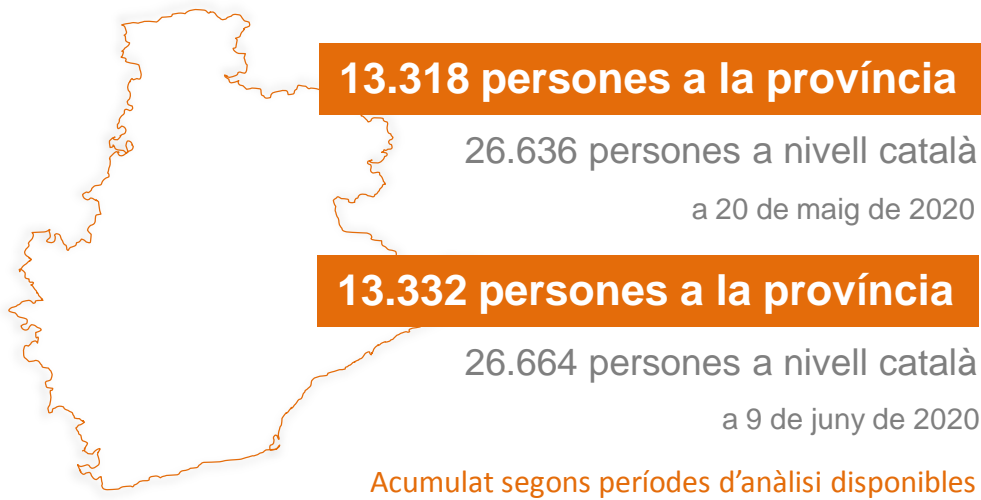 13.318 persones a la província
26.636 persones a nivell català
a 20 de maig de 2020
13.332 persones a la província
26.664 persones a nivell català
a 9 de juny de 2020
Acumulat segons períodes d’anàlisi disponibles